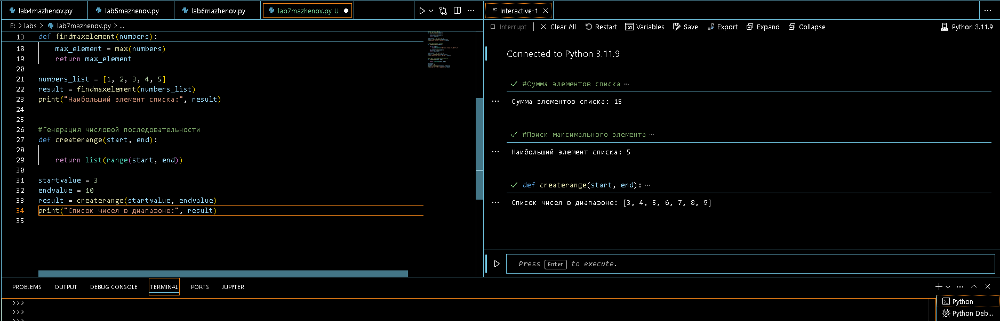 lab4mazhenov.py lab5mazhenov.py lab6mazhenov.py lab7mazhenov.py U
E: > labs > lab7mazhenov.py > ...
13 def findmaxelement(numbers):
18 max_element = max(numbers)
19 return max_element
20
21 numbers_list = [1, 2, 3, 4, 5]
22 result = findmaxelement(numbers_list)
23 print("Наибольший элемент списка:", result)
24
25
26 #Генерация числовой последовательности
27 def createrange(start, end):
28
29 return list(range(start, end))
30
31 startvalue = 3
32 endvalue = 10
33 result = createrange(startvalue, endvalue)
34 print("Список чисел в диапазоне:", result)
35
Interactive-1
Interrupt Clear All Restart Variables Save Export Expand Collapse Python 3.11.9
Connected to Python 3.11.9
#Сумма элементов списка ...
Сумма элементов списка: 15
#Поиск максимального элемента ...
Наибольший элемент списка: 5
def createrange(start, end): ...
Список чисел в диапазоне: [3, 4, 5, 6, 7, 8, 9]
Press Enter to execute.
PROBLEMS OUTPUT DEBUG CONSOLE TERMINAL PORTS JUPYTER
>>>
>>>
>>>
Python
Python Deb...